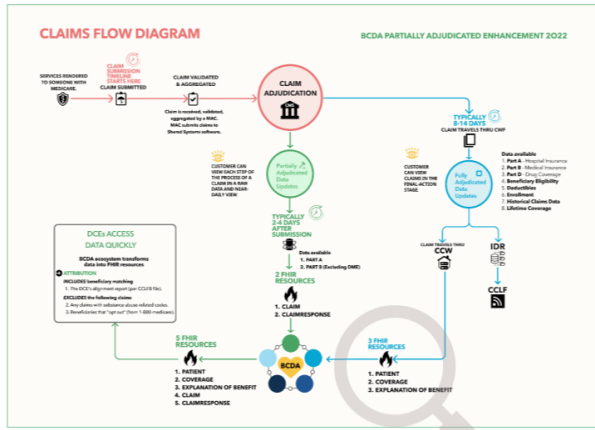 CLAIMS FLOW DIAGRAM
BCDA PARTIALLY ADJUDICATED ENHANCEMENT 2022
SERVICES RENDERED
TO SOMEONE WITH
MEDICARE.
CLAIM
SUBMISSION
TIMELINE
STARTS HERE
CLAIM SUBMITTED
CLAIM VALIDATED
& AGGREGATED
Claim is received, validated,
aggregated by a MAC.
MAC submits claims to
Shared Systems software.
CLAIM
ADJUDICATION
TYPICALLY
8-14 DAYS
CLAIM TRAVELS THRU CWF
CUSTOMER CAN
VIEW EACH STEP OF
THE PROCESS OF A
CLAIM IN A RAW
DATA AND NEAR-
DAILY VIEW
Partially
Adjudicated
Data
Updates
CUSTOMER
CAN VIEW
CLAIMS IN THE
FINAL-ACTION
STAGE
Fully
Adjudicated
Data
Updates
Data available
1. Part A - Hospital Insurance
2. Part B - Medical Insurance
3. Part D - Drug Coverage
4. Beneficiary Eligibility
5. Deductibles
6. Enrollment
7. Historical Claims Data
8. Lifetime Coverage
TYPICALLY
2-4 DAYS
AFTER
SUBMISSION
Data available
1. PART A
2. PART B (Excluding DME)
CLAIM TRAVELS THRU
CCW
IDR
CCLF
DCEs ACCESS
DATA QUICKLY
BCDA ecosystem transforms
data into FHIR resources
ATTRIBUTION
INCLUDES beneficiary matching
1. The DCE's alignment report (per CCLF8 file).
EXCLUDES the following claims
2. Any claims with substance abuse related codes.
3. Beneficiaries that "opt out" (from 1-800-medicare).
2 FHIR
RESOURCES
1. CLAIM
2. CLAIMRESPONSE
5 FHIR
RESOURCES
1. PATIENT
2. COVERAGE
3. EXPLANATION OF BENEFIT
4. CLAIM
5. CLAIMRESPONSE
BCDA
3 FHIR
RESOURCES
1. PATIENT
2. COVERAGE
3. EXPLANATION OF BENEFIT